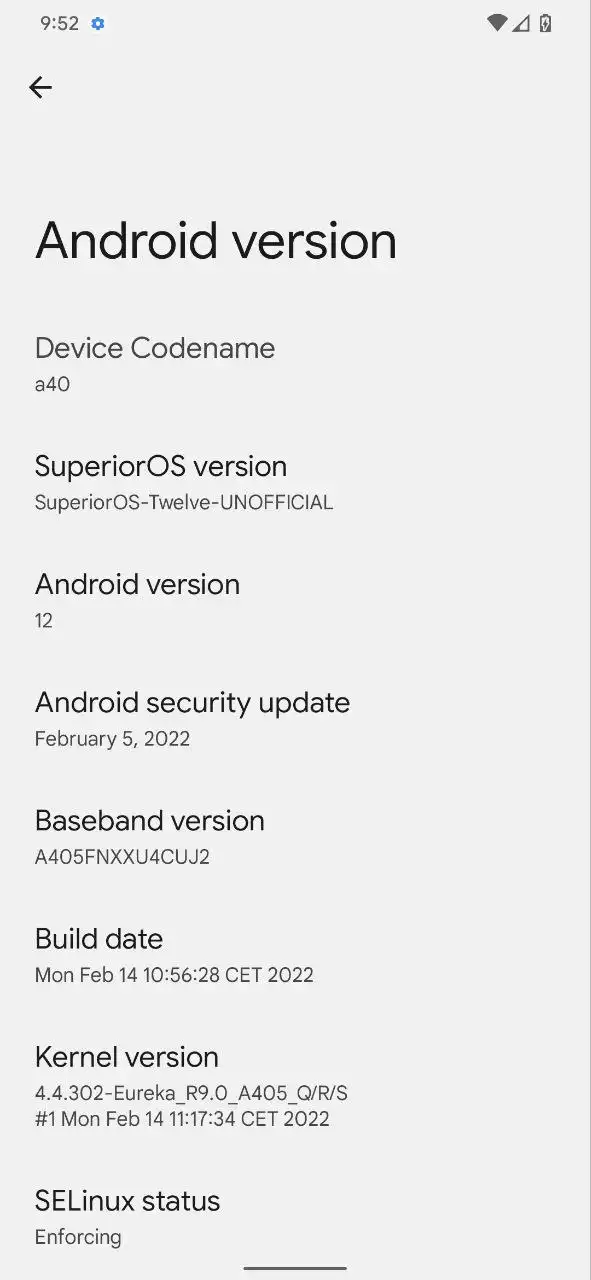 9:52
Android version
Device Codename
a40
SuperiorOS version
SuperiorOS-Twelve-UNOFFICIAL
Android version
12
Android security update
February 5, 2022
Baseband version
A405FNXXU4CUJ2
Build date
Mon Feb 14 10:56:28 CET 2022
Kernel version
4.4.302-Eureka_R9.0_A405_Q/R/S
#1 Mon Feb 14 11:17:34 CET 2022
SELinux status
Enforcing